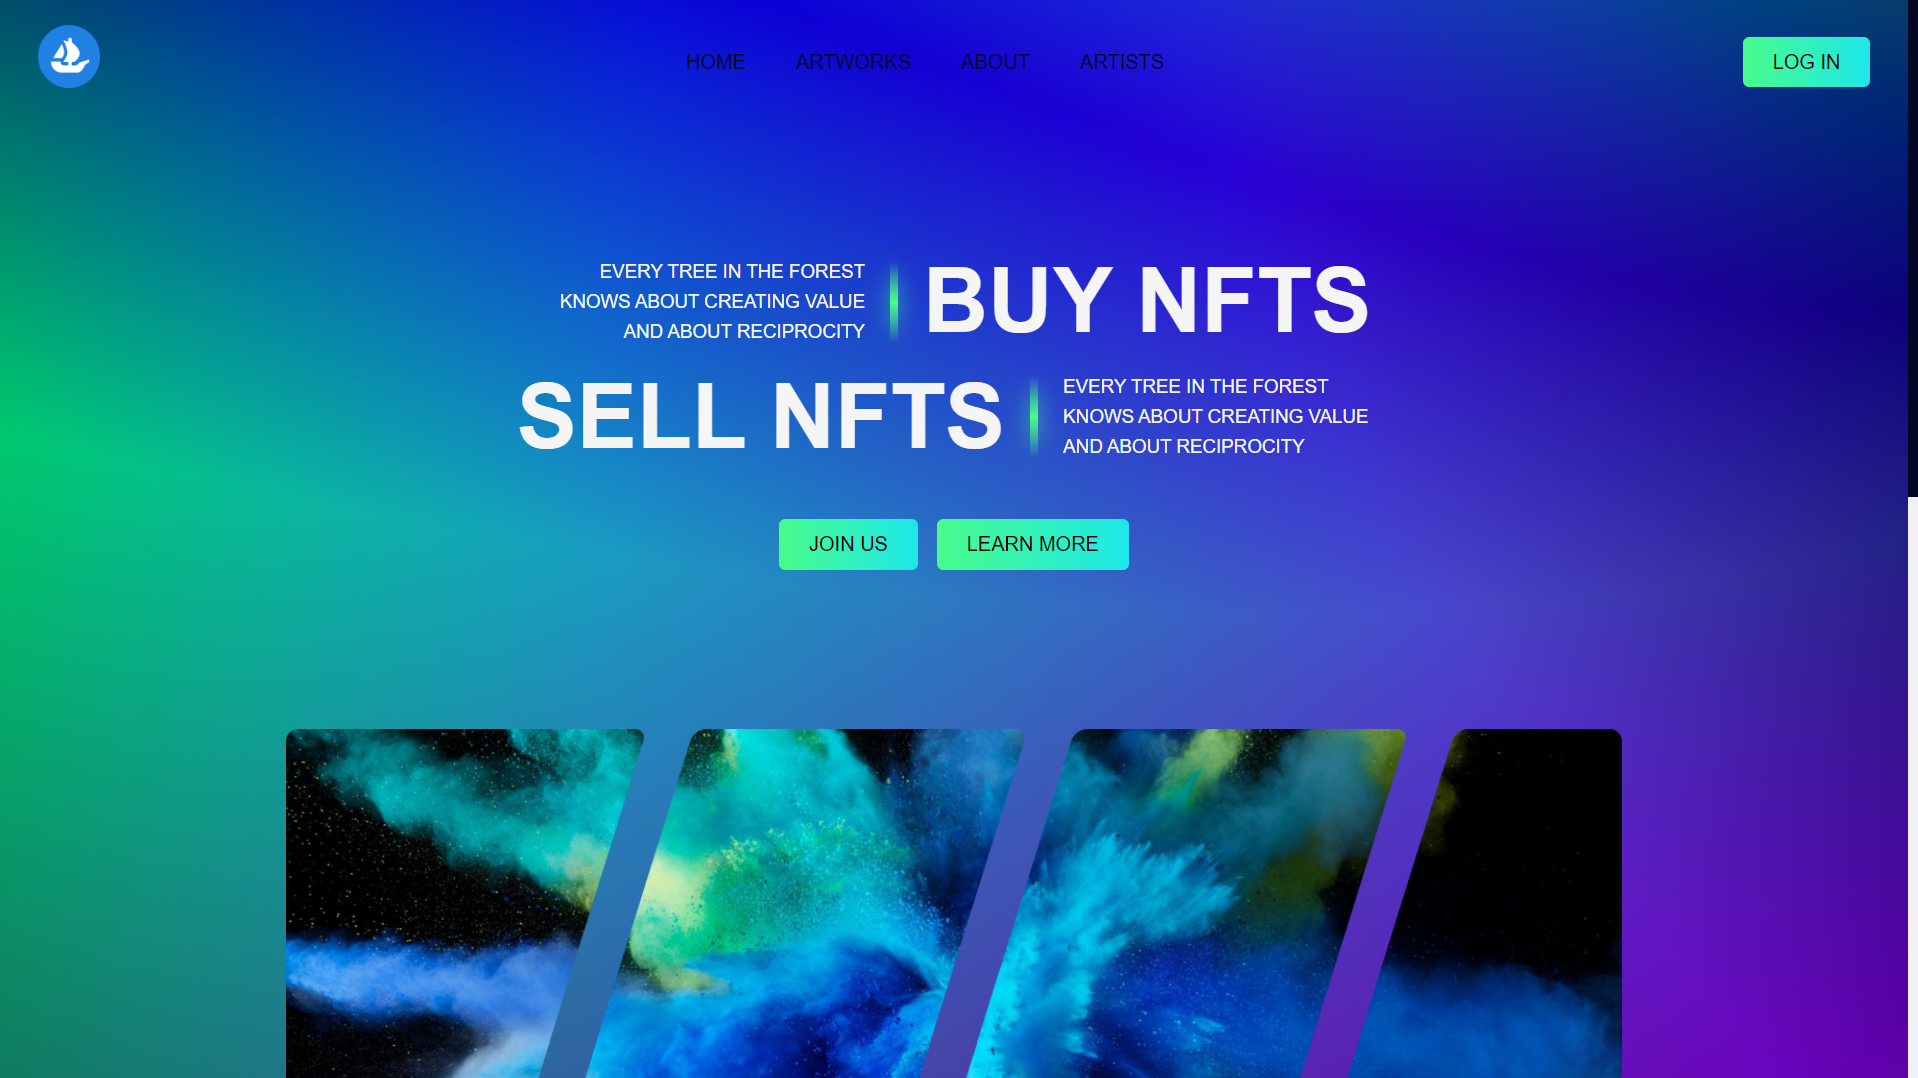 HOME
ARTWORKS
ABOUT
ARTISTS
LOG IN
EVERY TREE IN THE FOREST
KNOWS ABOUT CREATING VALUE
AND ABOUT RECIPROCITY
BUY NFTS
SELL NFTS
EVERY TREE IN THE FOREST
KNOWS ABOUT CREATING VALUE
AND ABOUT RECIPROCITY
JOIN US
LEARN MORE